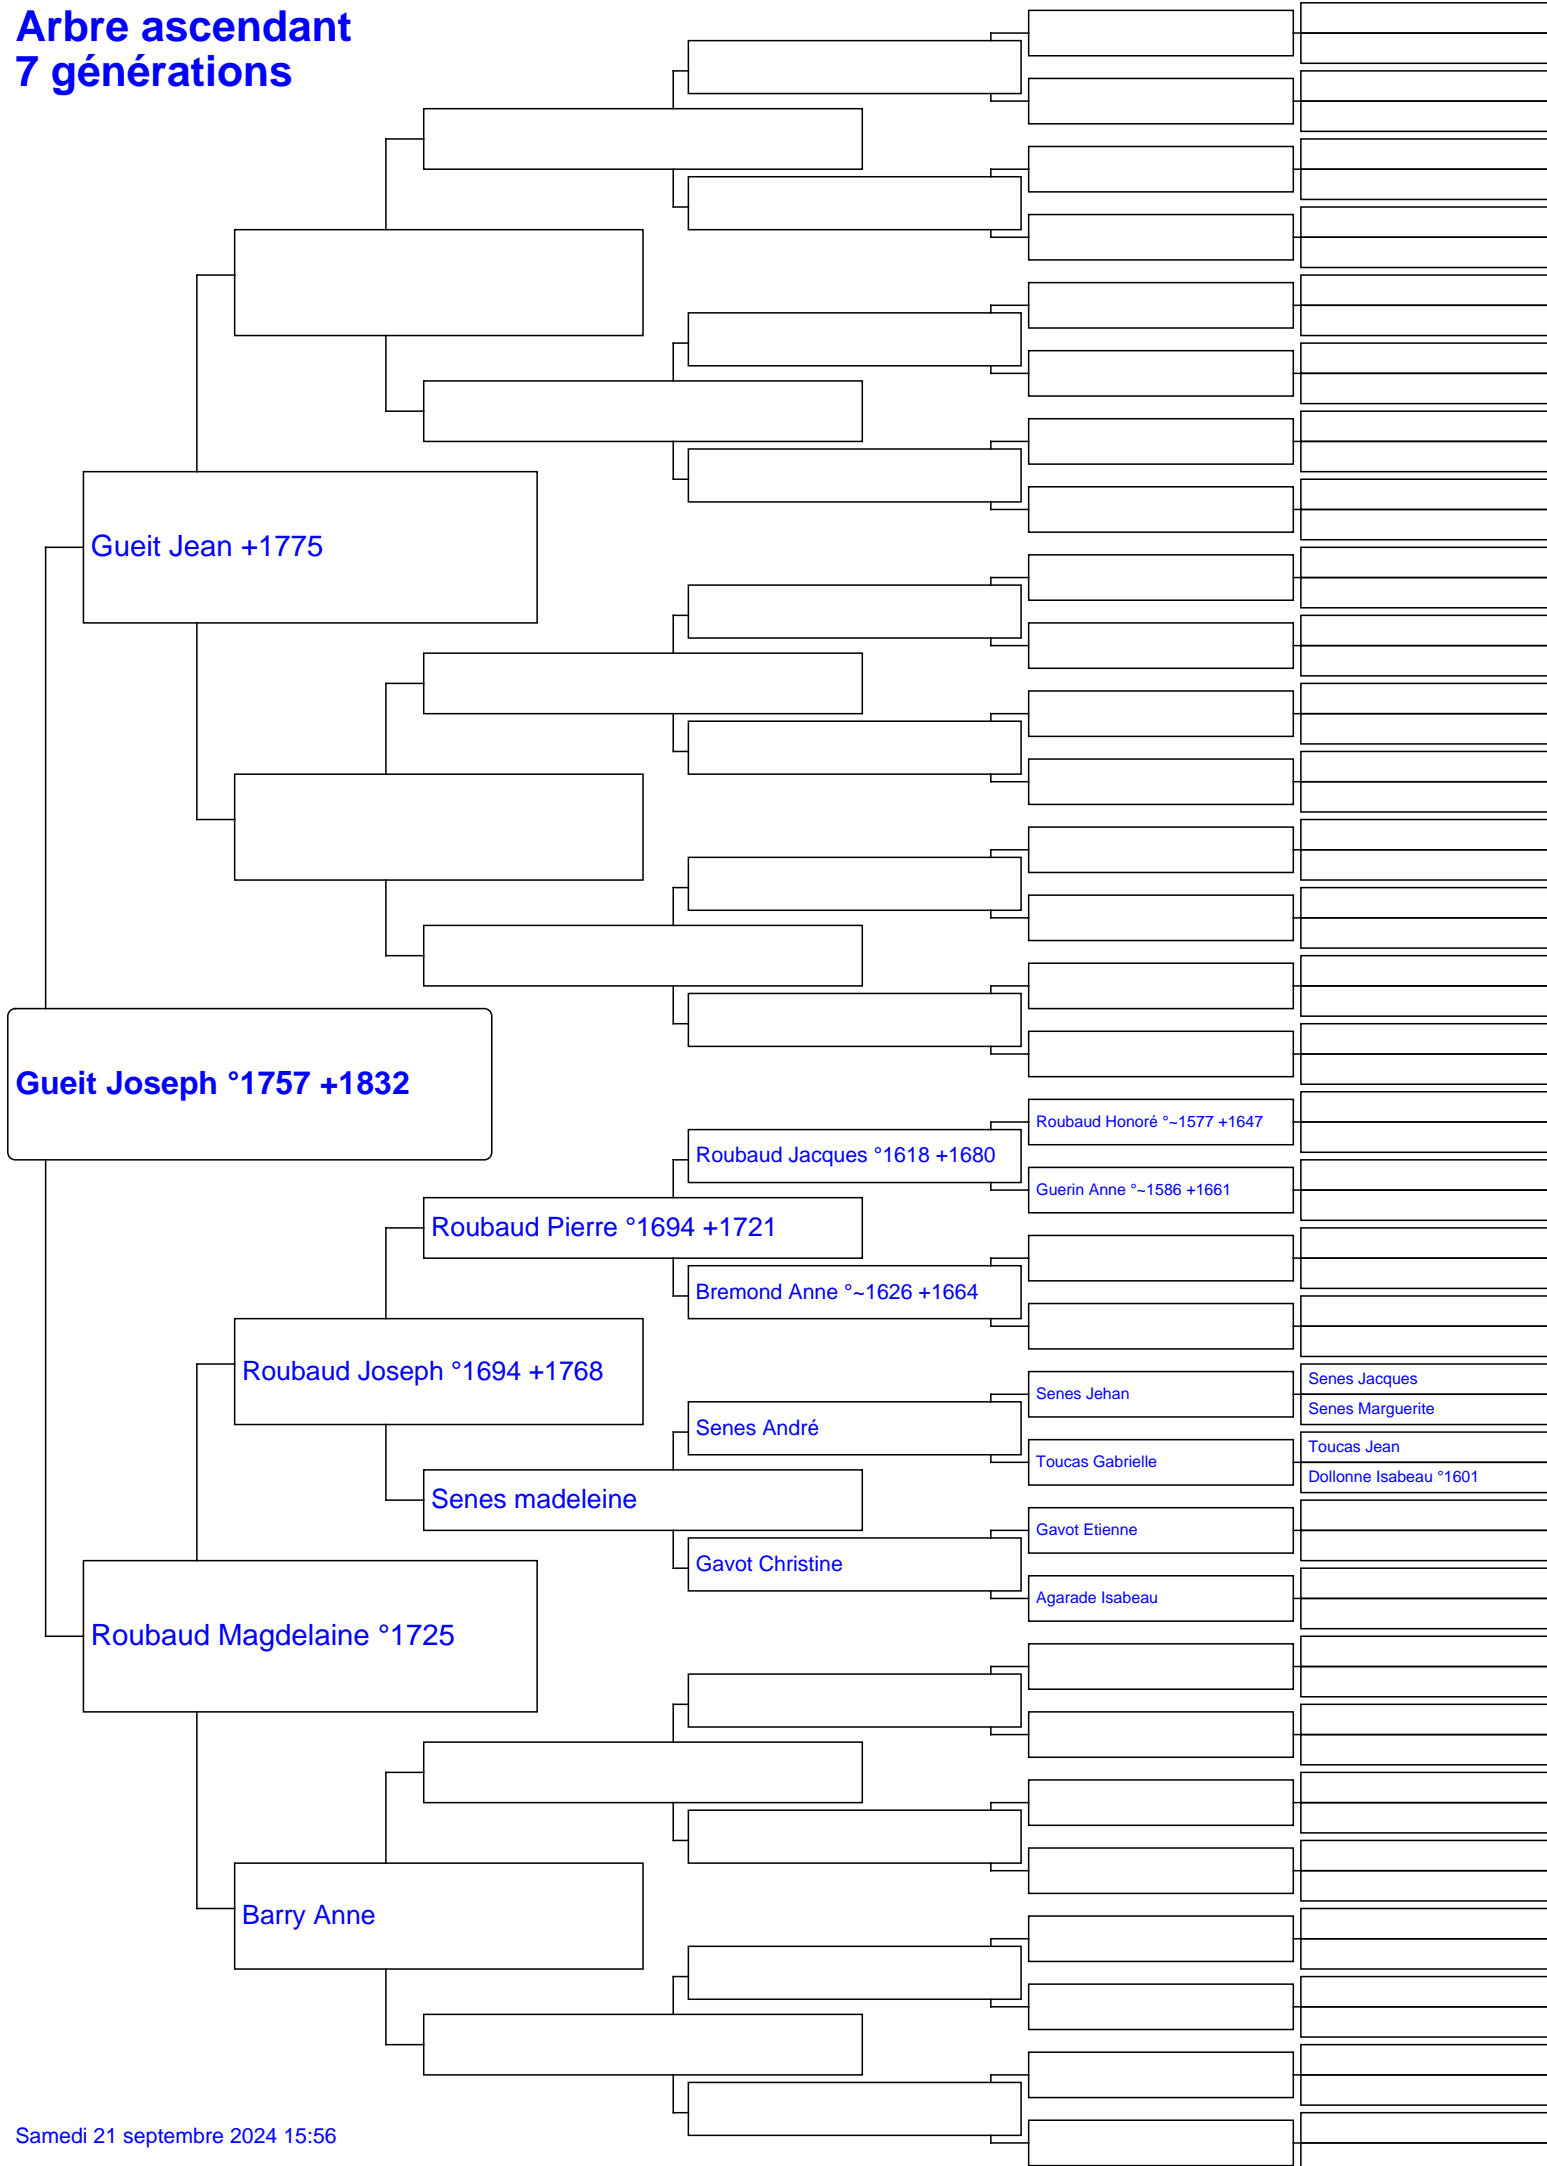 Arbre ascendant
7 générations
Gueit Jean +1775
Gueit Joseph °1757 +1832
Roubaud Honoré °~1577 +1647
Roubaud Jacques °1618 +1680
Guerin Anne °~1586 +1661
Roubaud Pierre °1694 +1721
Bremond Anne °~1626 +1664
Roubaud Joseph °1694 +1768
Senes Jacques
Senes Jehan
Senes Marguerite
Senes André
Toucas Jean
Toucas Gabrielle
Dollonne Isabeau °1601
Senes madeleine
Gavot Etienne
Gavot Christine
Agarade Isabeau
Roubaud Magdelaine °1725
Barry Anne
Samedi 21 septembre 2024 15:56